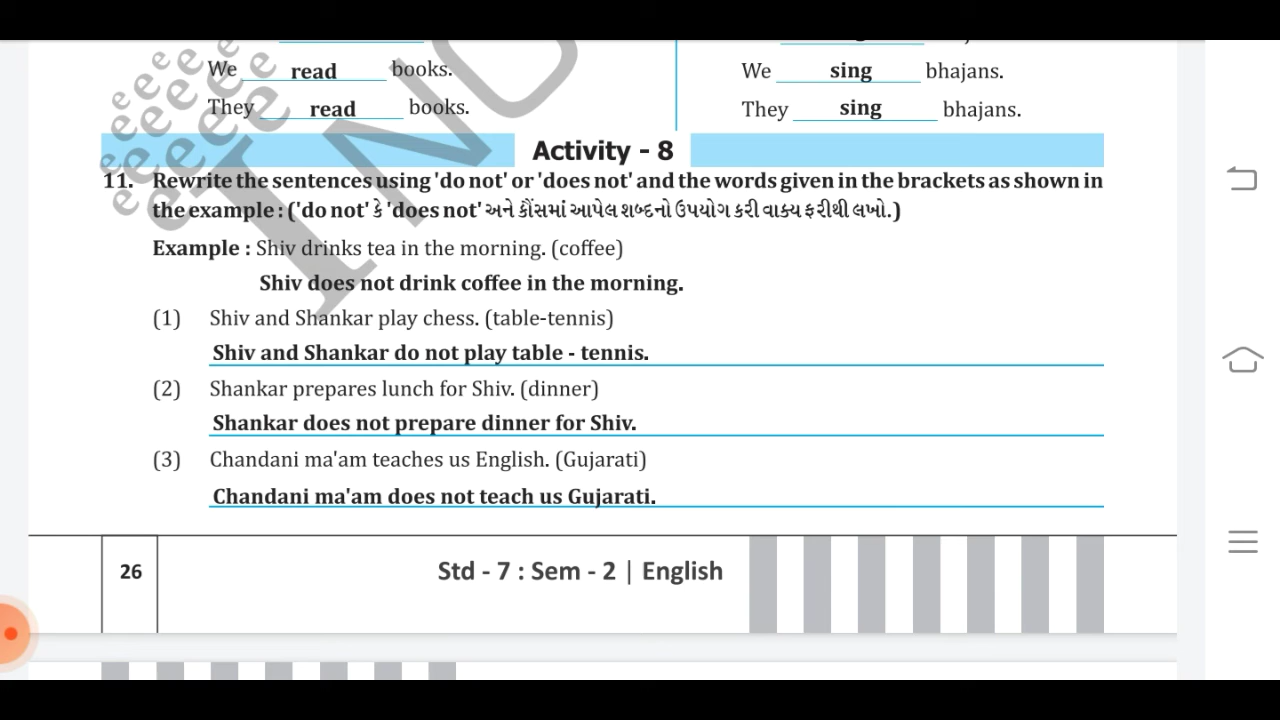 We read books.
We sing bhajans.
They read books.
They sing bhajans.
Activity - 8
11. Rewrite the sentences using 'do not' or 'does not' and the words given in the brackets as shown in
the example : ('do not' કે 'does not' અને કૌંસમાં આપેલ શબ્દનો ઉપયોગ કરી વાક્ય ફરીથી લખો.)
Example : Shiv drinks tea in the morning. (coffee)
Shiv does not drink coffee in the morning.
(1) Shiv and Shankar play chess. (table-tennis)
Shiv and Shankar do not play table - tennis.
(2) Shankar prepares lunch for Shiv. (dinner)
Shankar does not prepare dinner for Shiv.
(3) Chandani ma'am teaches us English. (Gujarati)
Chandani ma'am does not teach us Gujarati.
26
Std - 7 : Sem - 2 | English